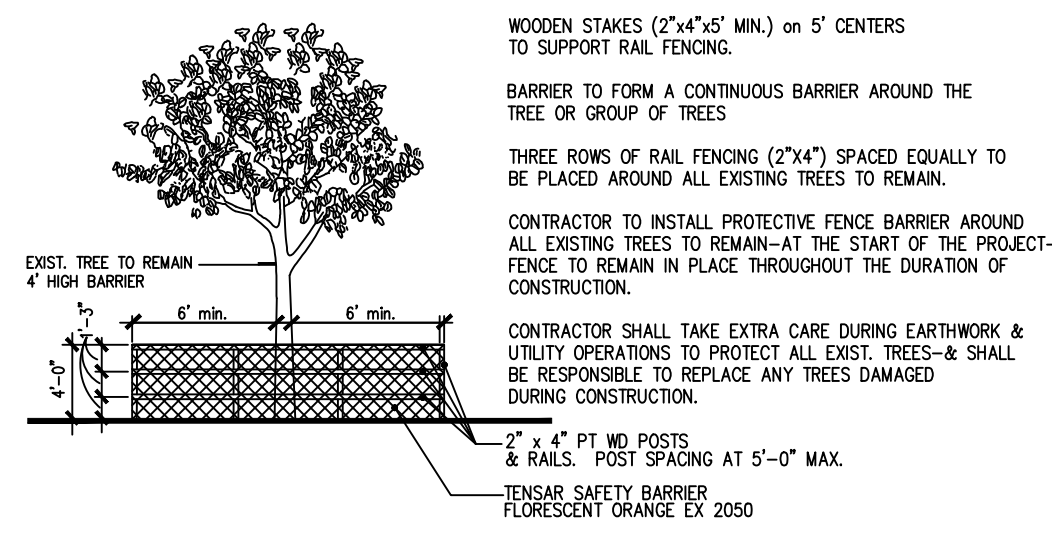 WOODEN STAKES (2"x4"x5' MIN.) on 5' CENTERS
TO SUPPORT RAIL FENCING.
BARRIER TO FORM A CONTINUOUS BARRIER AROUND THE
TREE OR GROUP OF TREES
THREE ROWS OF RAIL FENCING (2"X4") SPACED EQUALLY TO
BE PLACED AROUND ALL EXISTING TREES TO REMAIN.
CONTRACTOR TO INSTALL PROTECTIVE FENCE BARRIER AROUND
ALL EXISTING TREES TO REMAIN-AT THE START OF THE PROJECT-
FENCE TO REMAIN IN PLACE THROUGHOUT THE DURATION OF
CONSTRUCTION.
CONTRACTOR SHALL TAKE EXTRA CARE DURING EARTHWORK &
UTILITY OPERATIONS TO PROTECT ALL EXIST. TREES-& SHALL
BE RESPONSIBLE TO REPLACE ANY TREES DAMAGED
DURING CONSTRUCTION.
EXIST. TREE TO REMAIN
4' HIGH BARRIER
6' min.
6' min.
1'-3"
4'-0"
2" x 4" PT WD POSTS
& RAILS. POST SPACING AT 5'-0" MAX.
TENSAR SAFETY BARRIER
FLORESCENT ORANGE EX 2050